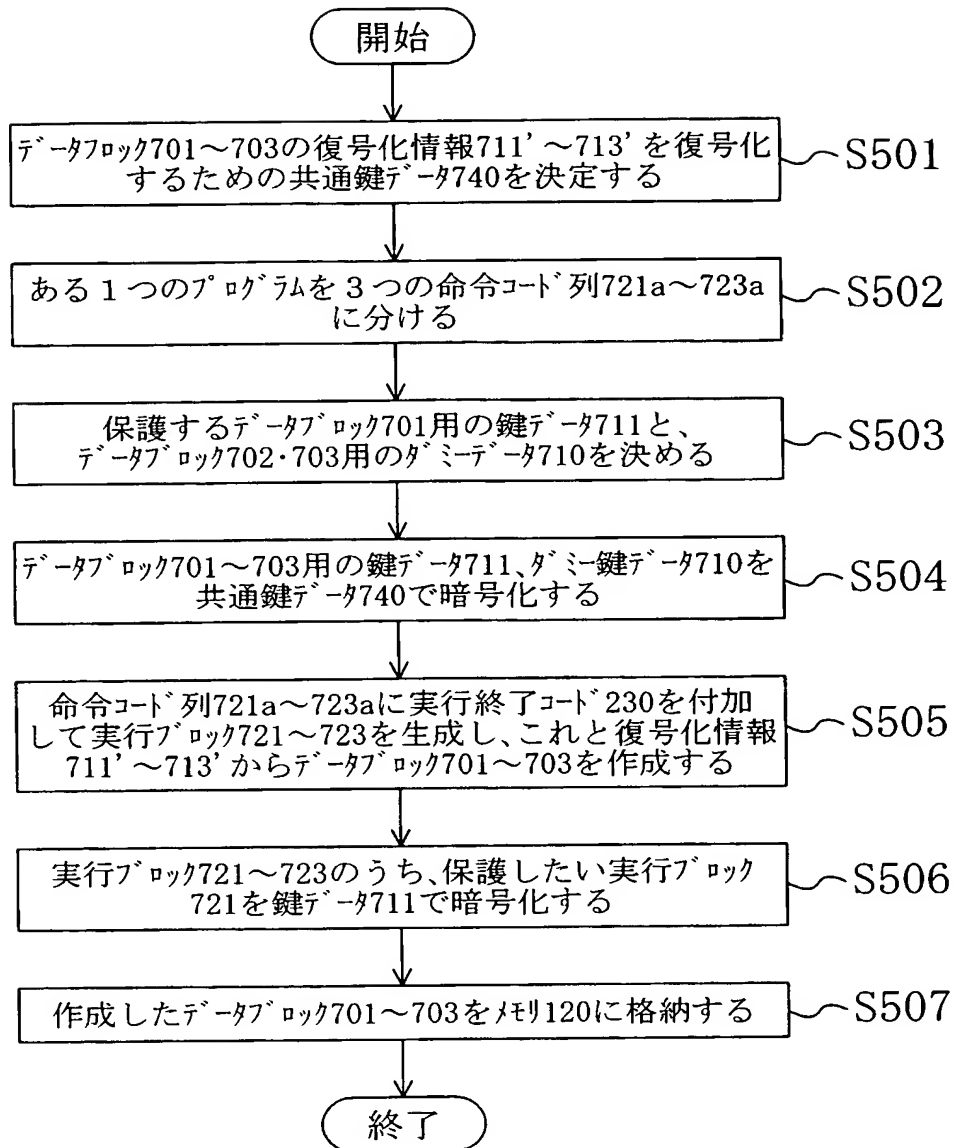 開始
データフロック701～703の復号化情報711'～713'を復号化
するための共通鍵データ740を決定する
S501
ある1つのプログラムを3つの命令コード列721a～723a
に分ける
S502
保護するデータブロック701用の鍵データ711と、
データブロック702・703用のダミーデータ710を決める
S503
データブロック701～703用の鍵データ711、ダミー鍵データ710を
共通鍵データ740で暗号化する
S504
命令コード列721a～723aに実行終了コード230を付加
して実行ブロック721～723を生成し、これと復号化情報
711'～713'からデータブロック701～703を作成する
S505
実行ブロック721～723のうち、保護したい実行ブロック
721を鍵データ711で暗号化する
S506
作成したデータブロック701～703をメモリ120に格納する
S507
終了